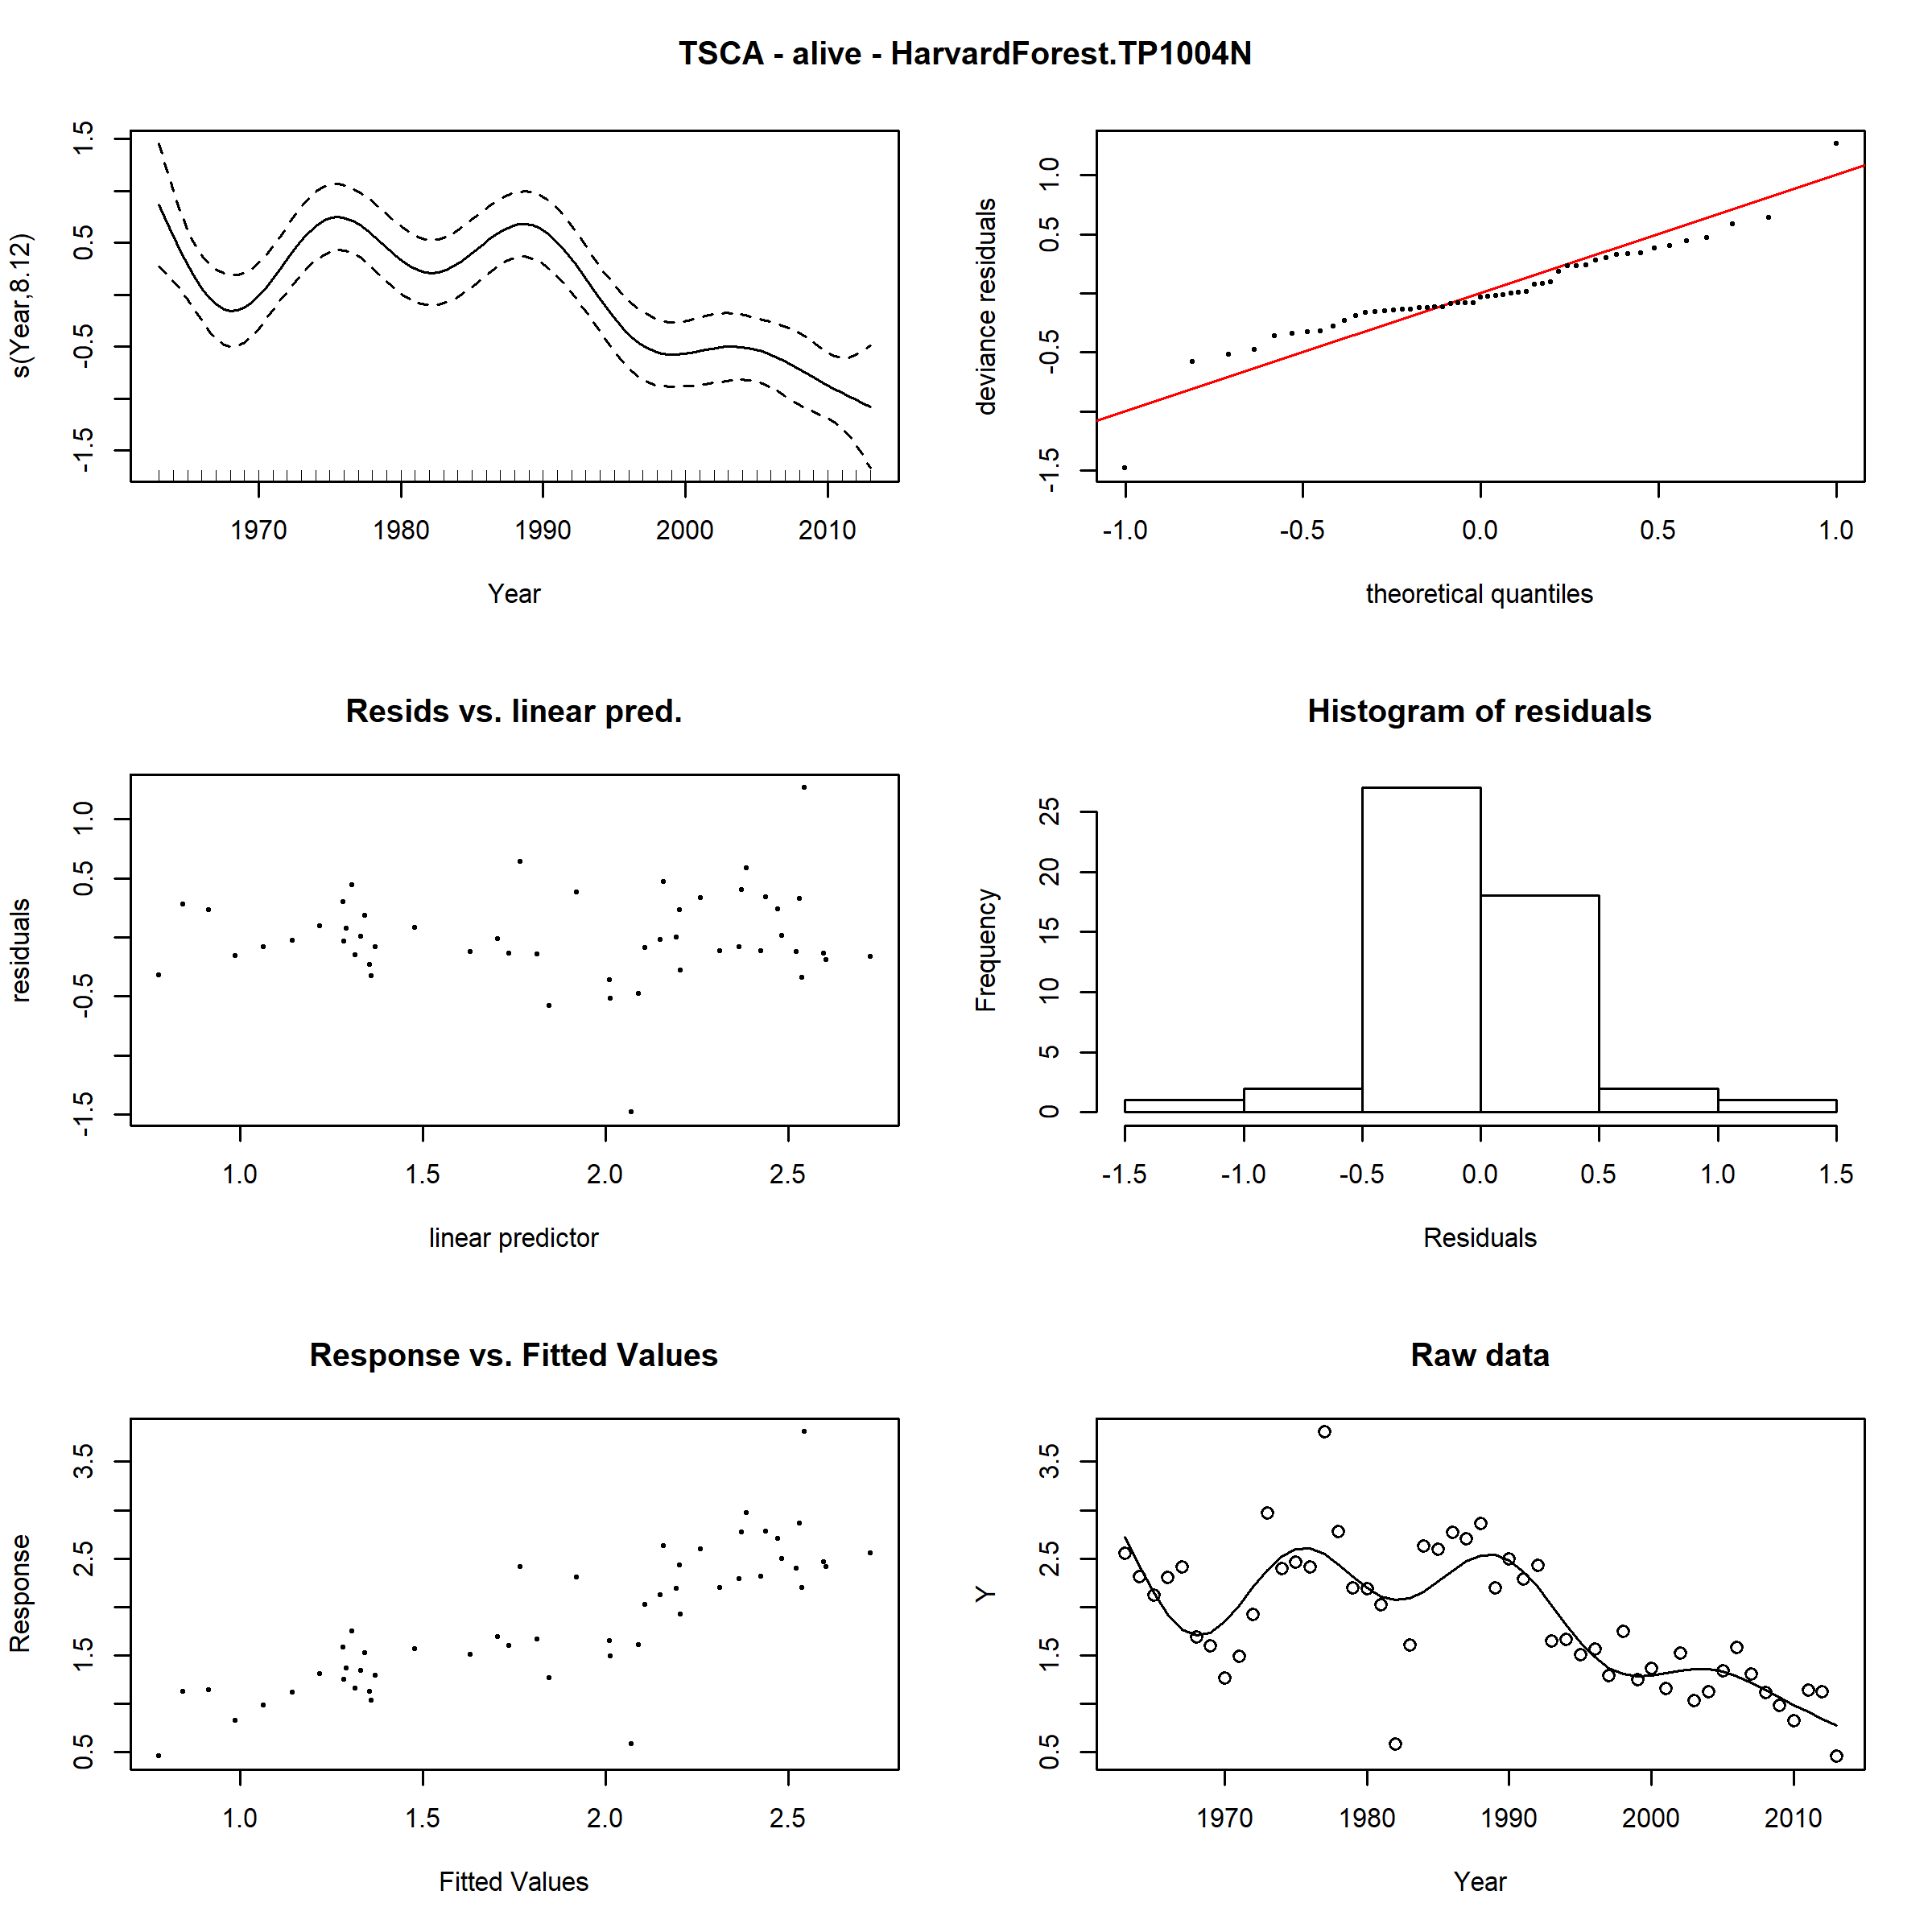 TSCA - alive - HarvardForest.TP1004N
s(Year,8.12)
1.5
0.5
-0.5
-1.5
1970 1980 1990 2000 2010
Year
deviance residuals
1.0
0.5
-0.5
-1.5
-1.0 -0.5 0.0 0.5 1.0
theoretical quantiles
Resids vs. linear pred.
residuals
1.0
0.5
-0.5
-1.5
1.0 1.5 2.0 2.5
linear predictor
Histogram of residuals
Frequency
25
20
15
10
5
0
-1.5 -1.0 -0.5 0.0 0.5 1.0 1.5
Residuals
Response vs. Fitted Values
Response
3.5
2.5
1.5
0.5
1.0 1.5 2.0 2.5
Fitted Values
Raw data
Y
3.5
2.5
1.5
0.5
1970 1980 1990 2000 2010
Year